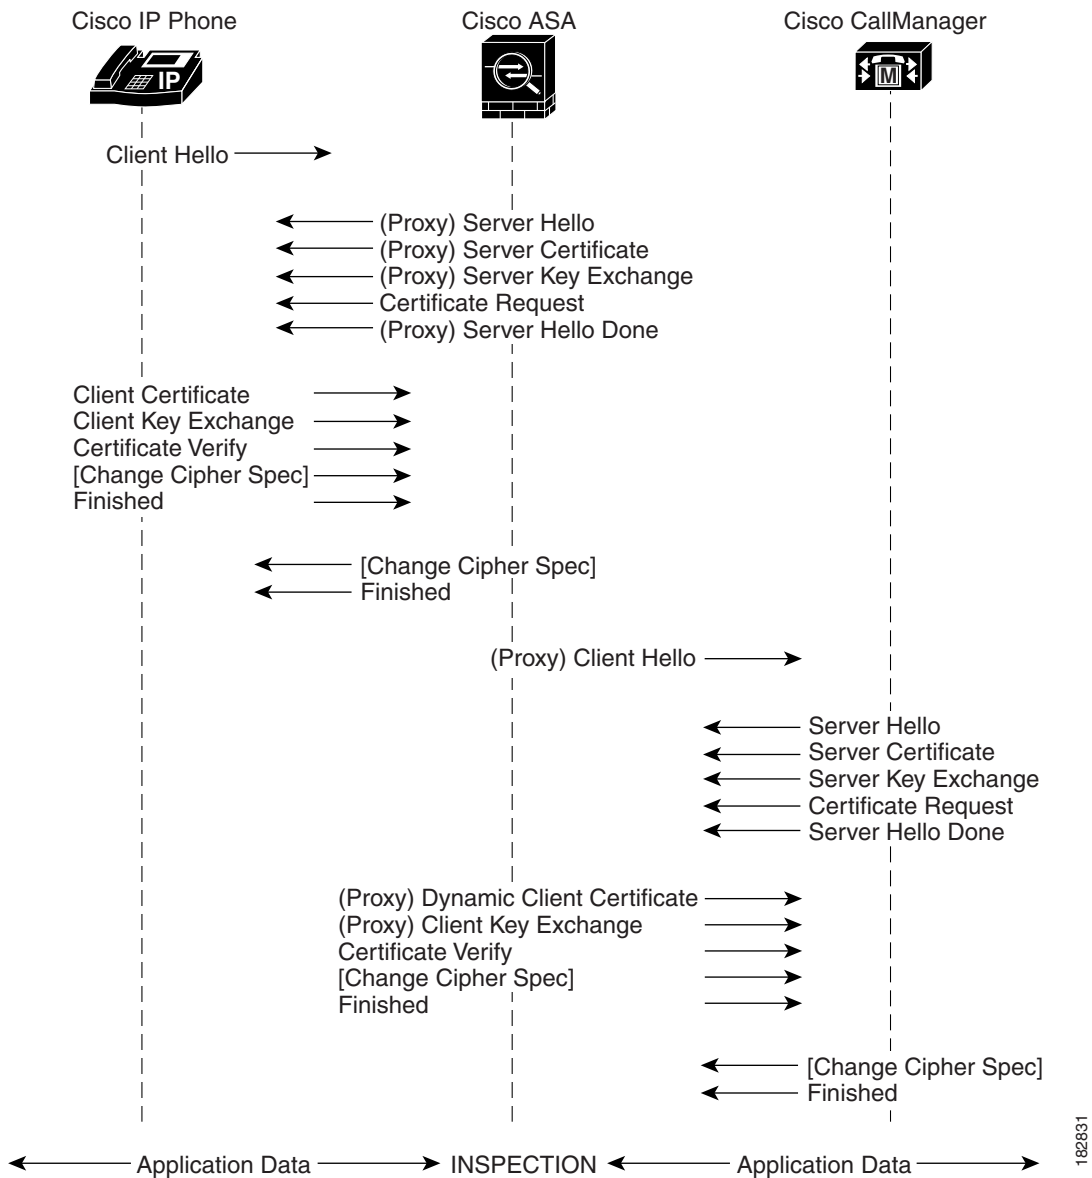 Cisco IP Phone
Cisco ASA
Cisco CallManager
IP
M
Client Hello
(Proxy) Server Hello
(Proxy) Server Certificate
(Proxy) Server Key Exchange
Certificate Request
(Proxy) Server Hello Done
Client Certificate
Client Key Exchange
Certificate Verify
[Change Cipher Spec]
Finished
[Change Cipher Spec]
Finished
(Proxy) Client Hello
Server Hello
Server Certificate
Server Key Exchange
Certificate Request
Server Hello Done
(Proxy) Dynamic Client Certificate
(Proxy) Client Key Exchange
Certificate Verify
[Change Cipher Spec]
Finished
[Change Cipher Spec]
Finished
Application Data
INSPECTION
Application Data
182831